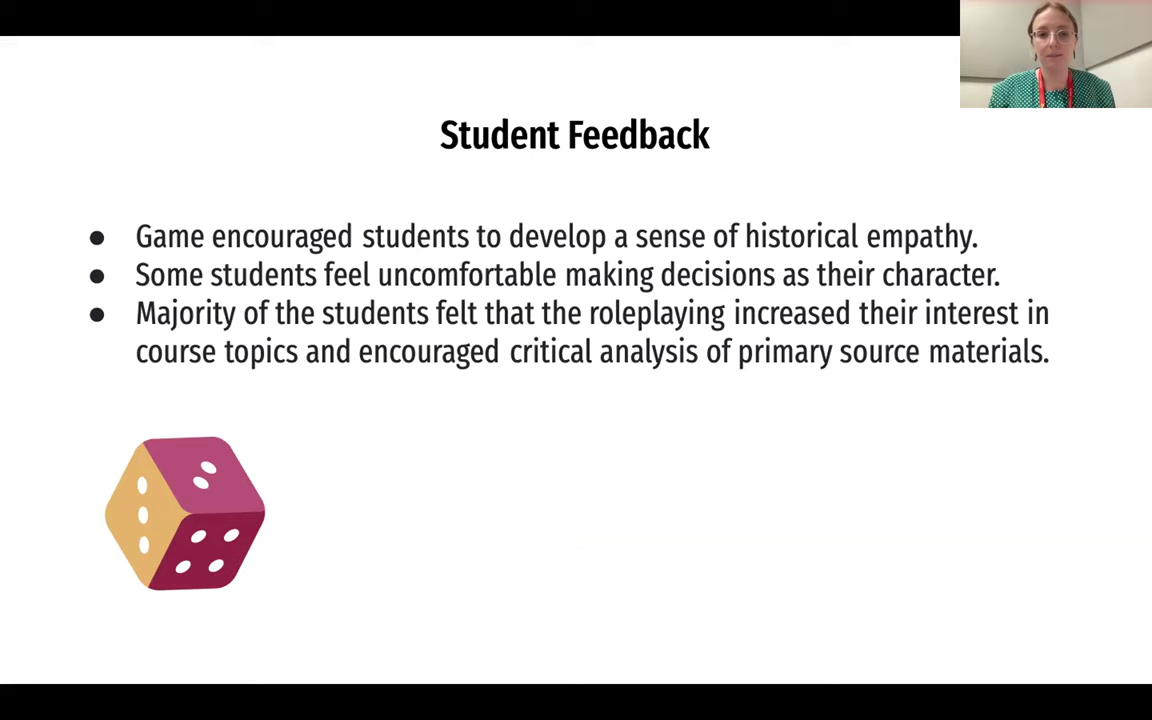 Student Feedback
● Game encouraged students to develop a sense of historical empathy.
● Some students feel uncomfortable making decisions as their character.
● Majority of the students felt that the roleplaying increased their interest in
course topics and encouraged critical analysis of primary source materials.